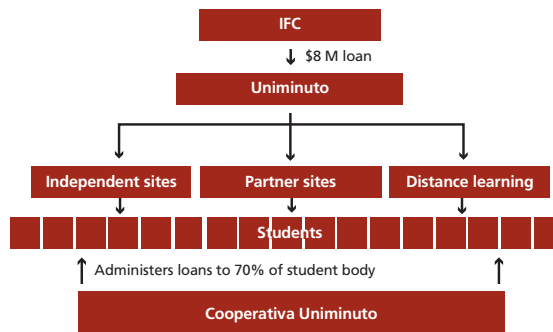 IFC
$8 M loan
Uniminuto
Independent sites
Partner sites
Distance learning
Students
Administers loans to 70% of student body
Cooperativa Uniminuto